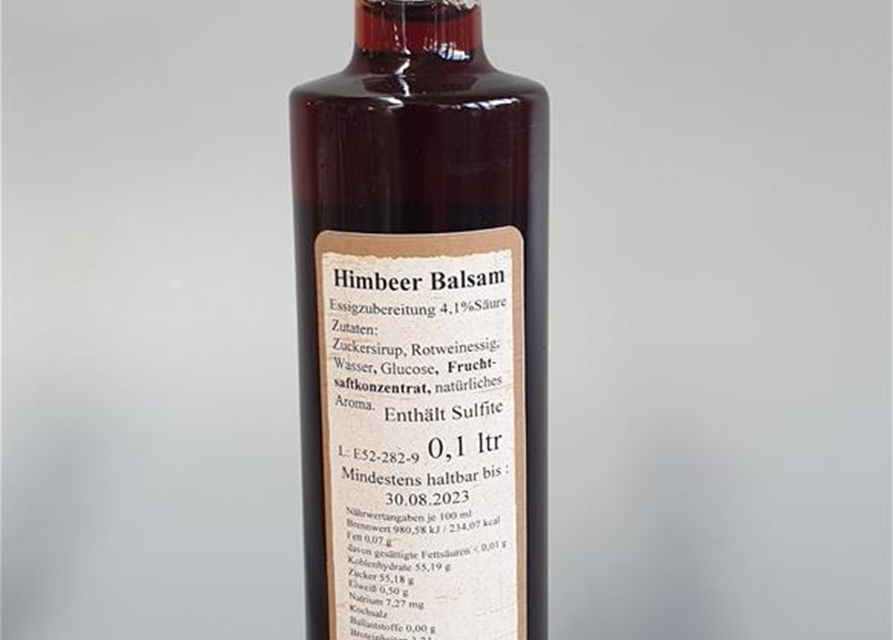 Himbeer Balsam
Essigzubereitung 4,1%Säure
Zutaten:
Zuckersirup, Rotweinessig,
Wasser, Glucose, Frucht-
saftkonzentrat, natürliches
Aroma. Enthält Sulfite
L: E52-282-9 0,1 ltr
Mindestens haltbar bis :
30.08.2023
Nährwertangaben je 100 ml
Brennwert 980,58 kJ / 234,07 kcal
Fett 0,07 g
davon gesättigte Fettsäuren < 0,01 g
Kohlenhydrate 55,19 g
Zucker 55,18 g
Eiweiß 0,50 g
Natrium 7,27 mg
Kochsalz
Ballaststoffe 0,00 g
Broteinheiten